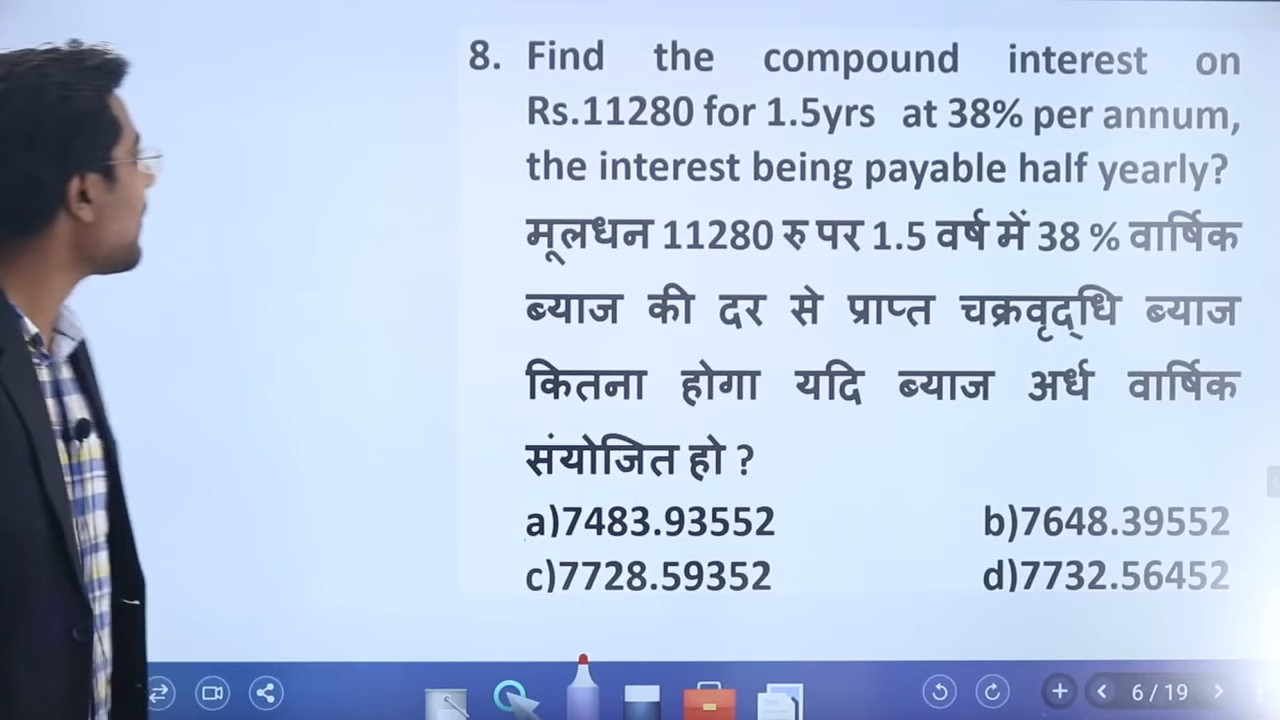 8. Find the compound interest on
Rs.11280 for 1.5yrs at 38% per annum,
the interest being payable half yearly?
मूलधन 11280 रु पर 1.5 वर्ष में 38 % वार्षिक
ब्याज की दर से प्राप्त चक्रवृद्धि ब्याज
कितना होगा यदि ब्याज अर्ध वार्षिक
संयोजित हो ?
a)7483.93552 b)7648.39552
c)7728.59352 d)7732.56452
6 / 19